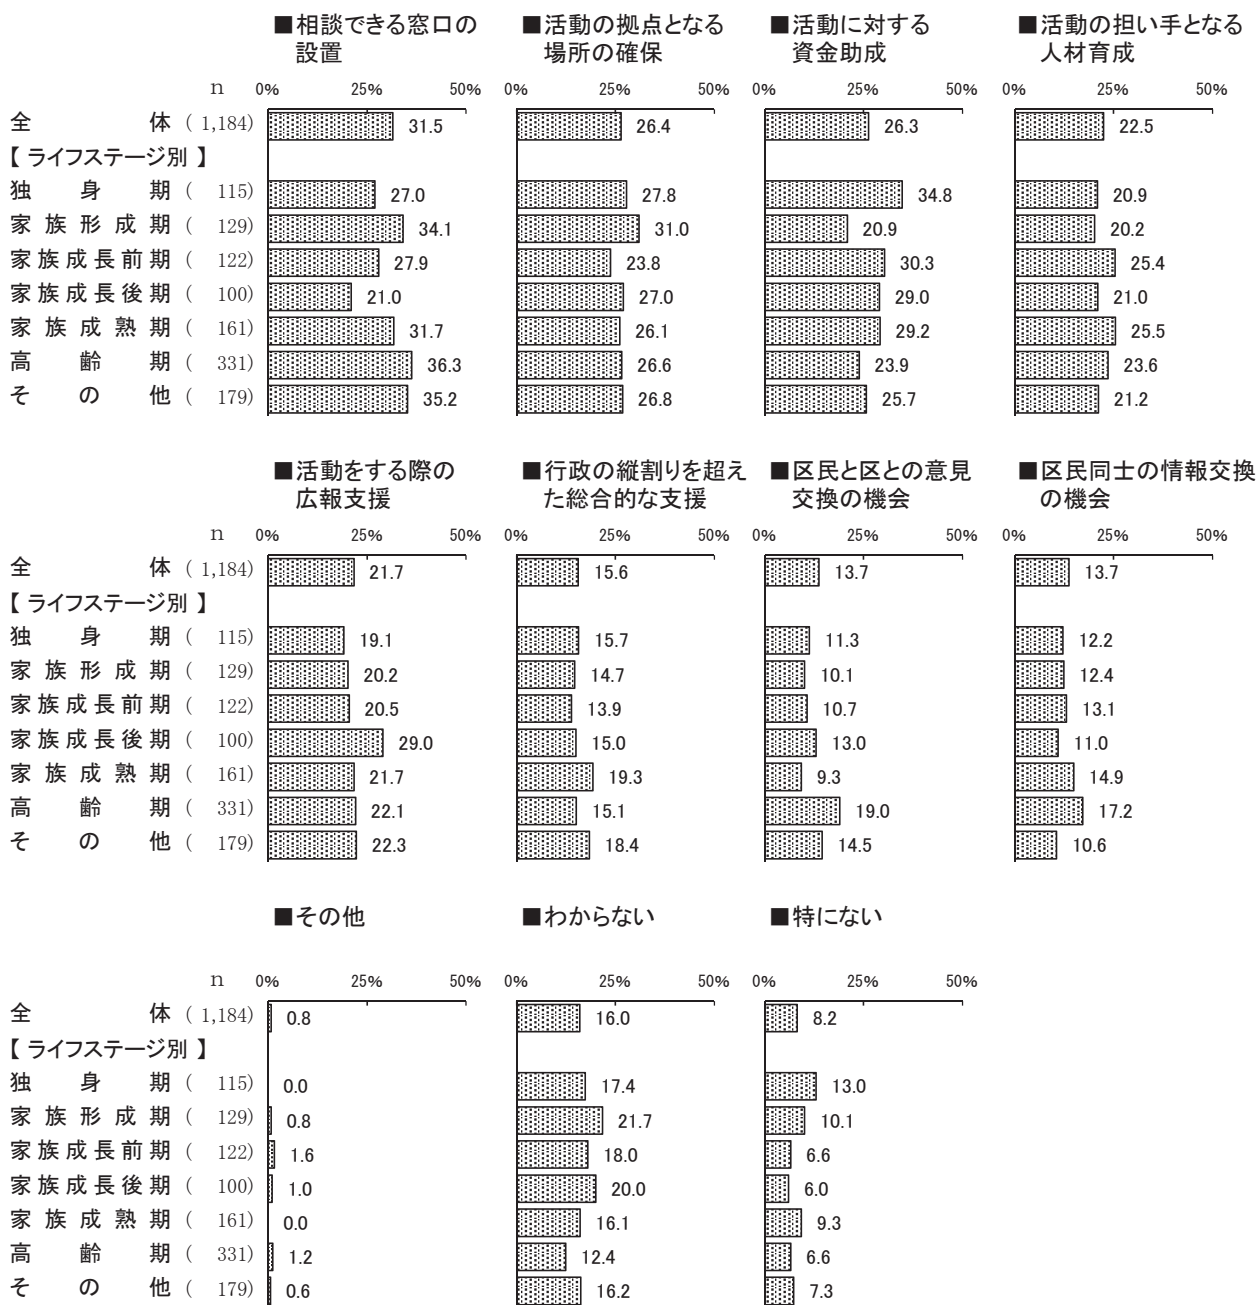 ■相談できる窓口の ■活動の拠点となる ■活動に対する ■活動の担い手となる
設置 場所の確保 資金助成 人材育成
n 0% 25% 50% 0% 25% 50% 0% 25% 50% 0% 25% 50%
全体 ( 1,184) 31.5 26.4 26.3 22.5
【 ライフステージ別 】
独身期 ( 115) 27.0 27.8 34.8 20.9
家族形成期 ( 129) 34.1 31.0 20.9 20.2
家族成長前期 ( 122) 27.9 23.8 30.3 25.4
家族成長後期 ( 100) 21.0 27.0 29.0 21.0
家族成熟期 ( 161) 31.7 26.1 29.2 25.5
高齢期 ( 331) 36.3 26.6 23.9 23.6
その他 ( 179) 35.2 26.8 25.7 21.2
■活動をする際の ■行政の縦割りを超え ■区民と区との意見 ■区民同士の情報交換
広報支援 た総合的な支援 交換の機会 の機会
n 0% 25% 50% 0% 25% 50% 0% 25% 50% 0% 25% 50%
全体 ( 1,184) 21.7 15.6 13.7 13.7
【 ライフステージ別 】
独身期 ( 115) 19.1 15.7 11.3 12.2
家族形成期 ( 129) 20.2 14.7 10.1 12.4
家族成長前期 ( 122) 20.5 13.9 10.7 13.1
家族成長後期 ( 100) 29.0 15.0 13.0 11.0
家族成熟期 ( 161) 21.7 19.3 9.3 14.9
高齢期 ( 331) 22.1 15.1 19.0 17.2
その他 ( 179) 22.3 18.4 14.5 10.6
■その他 ■わからない ■特にない
n 0% 25% 50% 0% 25% 50% 0% 25% 50%
全体 ( 1,184) 0.8 16.0 8.2
【 ライフステージ別 】
独身期 ( 115) 0.0 17.4 13.0
家族形成期 ( 129) 0.8 21.7 10.1
家族成長前期 ( 122) 1.6 18.0 6.6
家族成長後期 ( 100) 1.0 20.0 6.0
家族成熟期 ( 161) 0.0 16.1 9.3
高齢期 ( 331) 1.2 12.4 6.6
その他 ( 179) 0.6 16.2 7.3